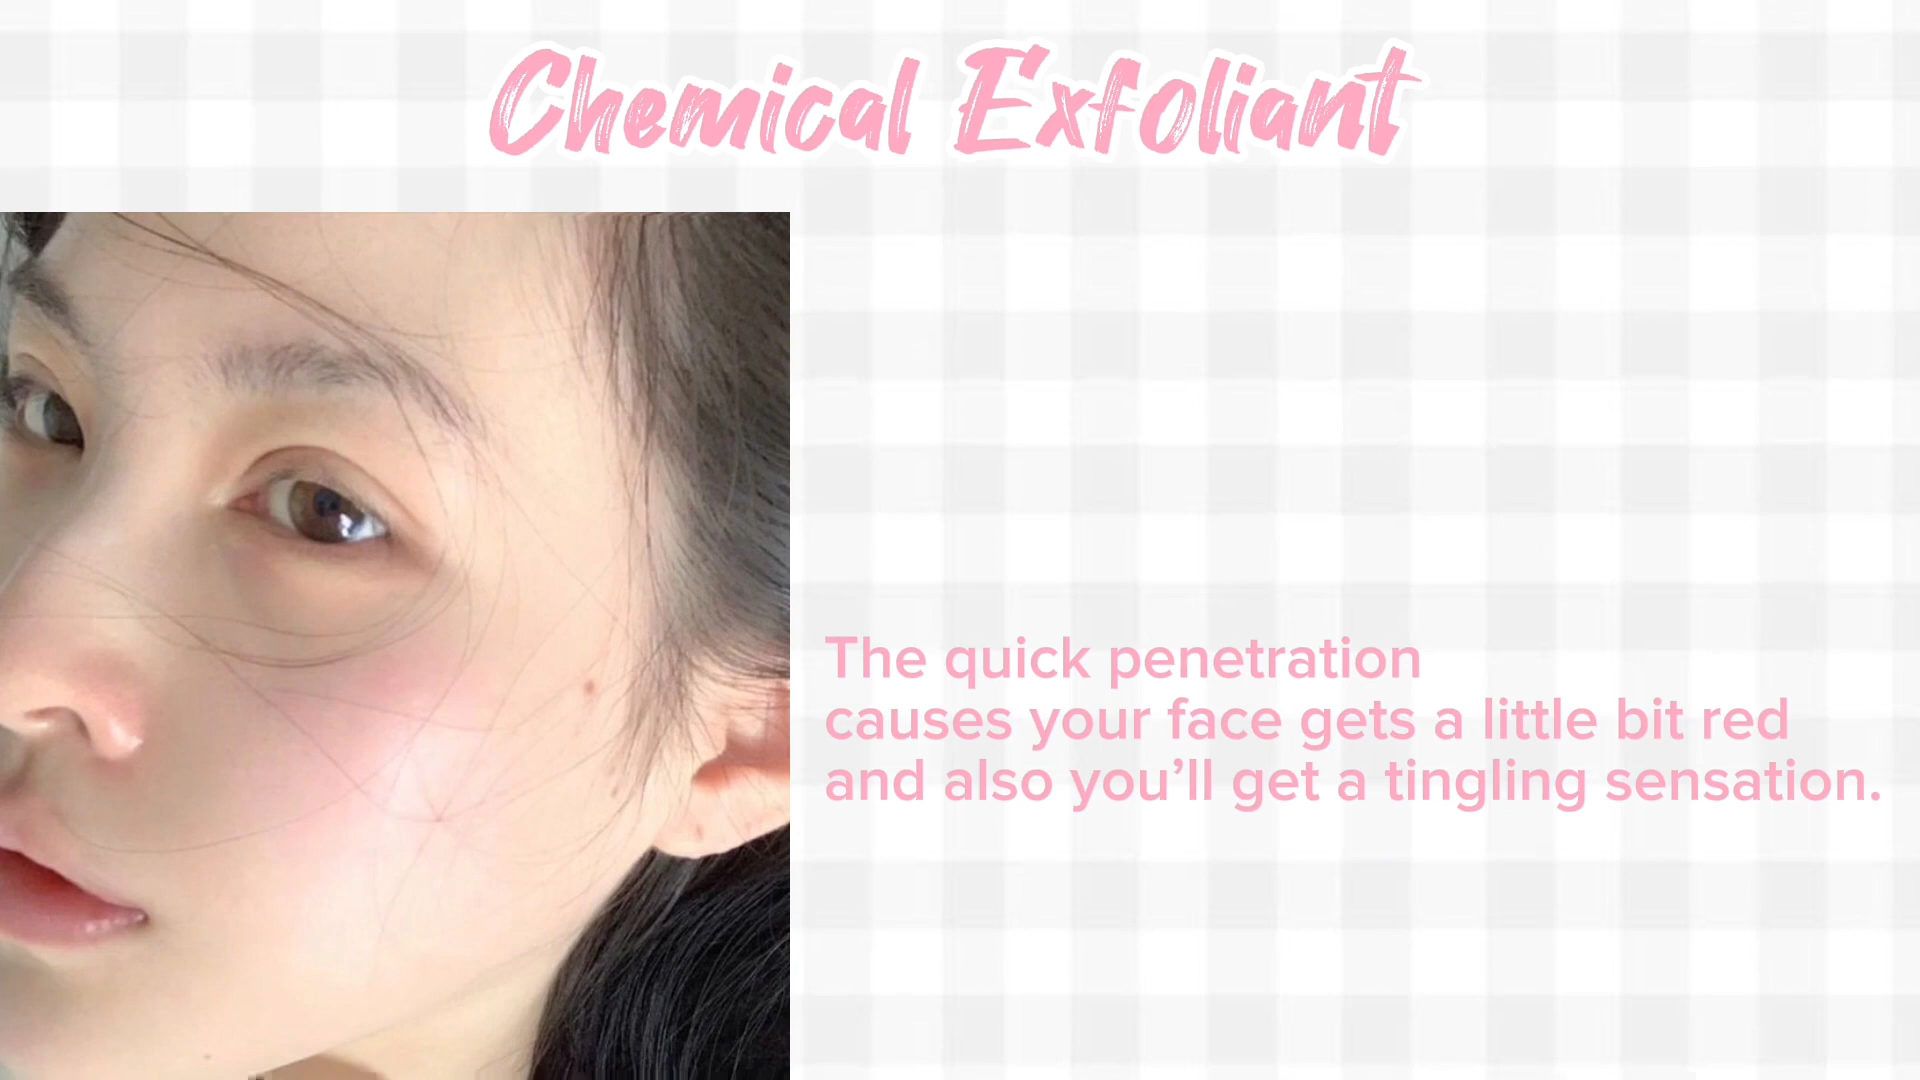 Chemical Exfoliant
The quick penetration
causes your face gets a little bit red
and also you’ll get a tingling sensation.